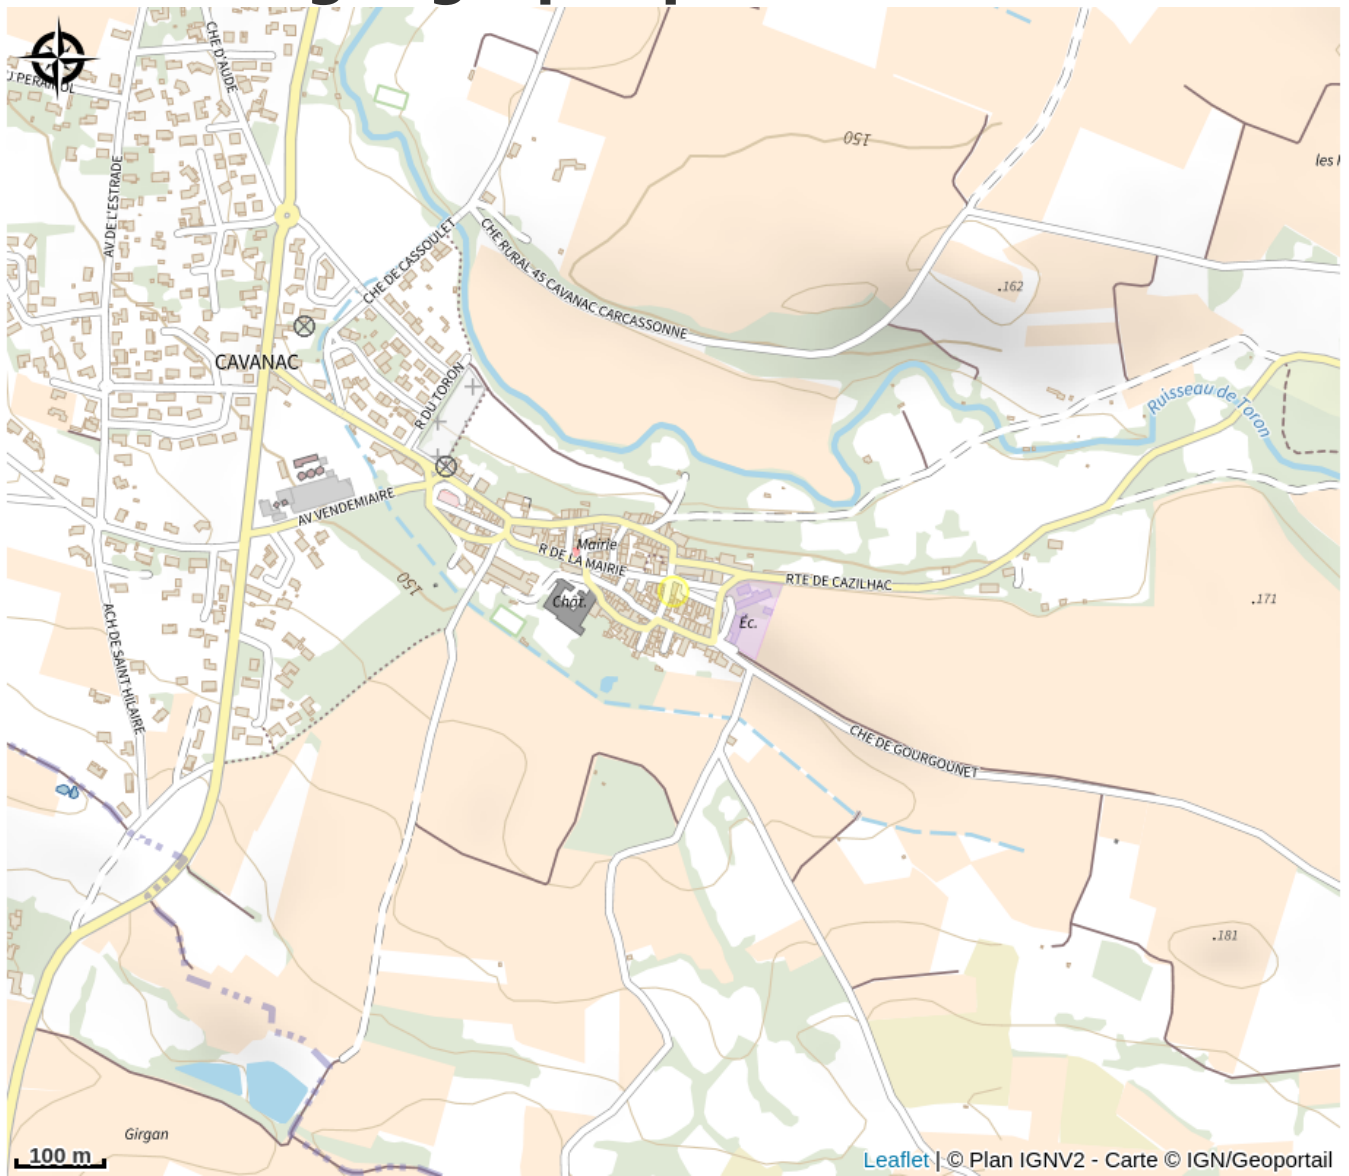 CHE D'AUDE
AV DE L'ESTRADE
150
les
.162
CHE DE CASSOULET
CHE RURAL 45 CAVANAC CARCASSONNE
CAVANAC
R DU TORON
Ruisseau de Toron
AV VENDEMIAIRE
Mairie
R DE LA MAIRIE
150
Chât.
RTE DE CAZILHAC
Éc.
.171
ACH DE SAINT HILAIRE
CHE DE GOURGOUNET
.181
Girgan
100 m
Leaflet | © Plan IGNV2 - Carte © IGN/Geoportail